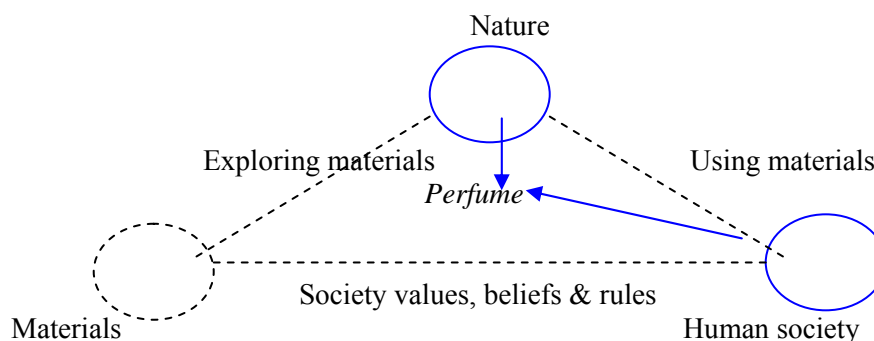 Nature
Exploring materials
Using materials
Perfume
Society values, beliefs & rules
Materials
Human society